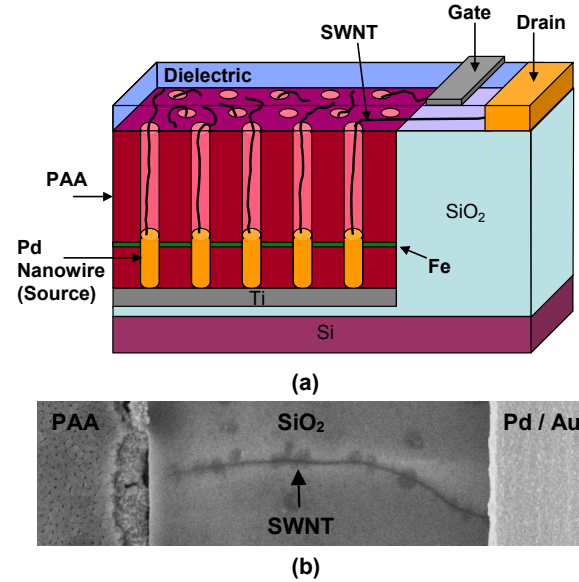 Gate
SWNT
Drain
Dielectric
PAA
SiO₂
Pd
Nanowire
(Source)
Fe
Ti
Si
(a)
PAA
SiO₂
Pd / Au
SWNT
(b)